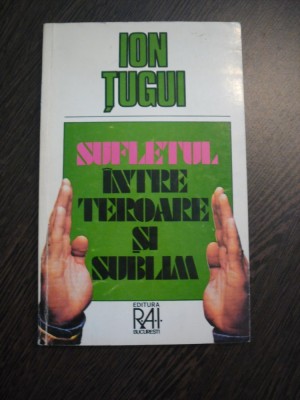 ION
ȚUGUI
SUFLETUL
ÎNTRE
TEROARE
ȘI
SUBLIM
EDITURA
RAI
BUCUREȘTI